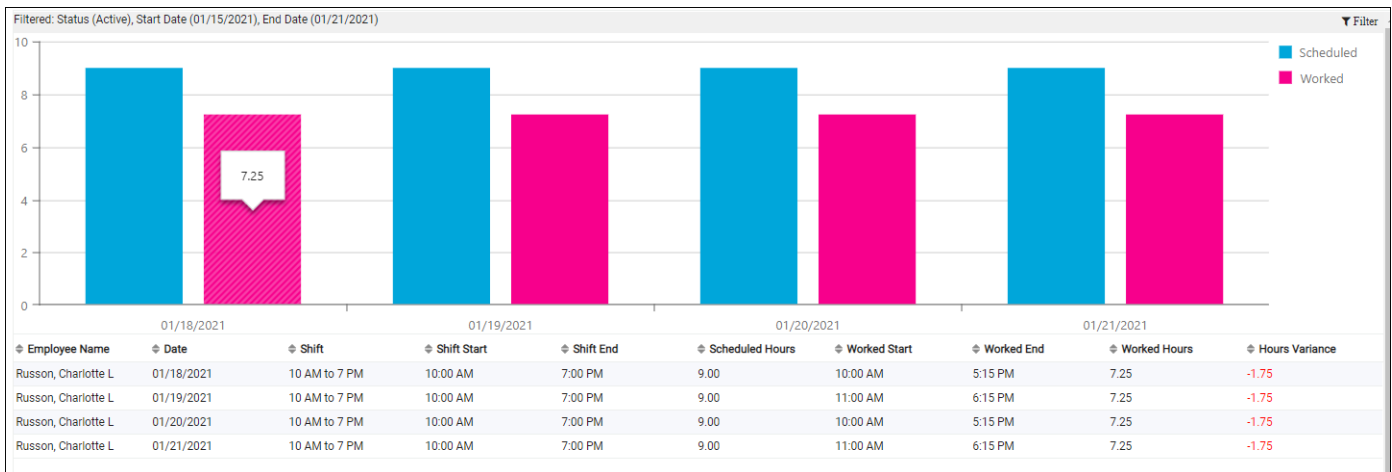 Filtered: Status (Active), Start Date (01/15/2021), End Date (01/21/2021) Filter
10
8
6
4
2
0
7.25
Scheduled
Worked
01/18/2021 01/19/2021 01/20/2021 01/21/2021
Employee Name Date Shift Shift Start Shift End Scheduled Hours Worked Start Worked End Worked Hours Hours Variance
Russon, Charlotte L 01/18/2021 10 AM to 7 PM 10:00 AM 7:00 PM 9.00 10:00 AM 5:15 PM 7.25 -1.75
Russon, Charlotte L 01/19/2021 10 AM to 7 PM 10:00 AM 7:00 PM 9.00 11:00 AM 6:15 PM 7.25 -1.75
Russon, Charlotte L 01/20/2021 10 AM to 7 PM 10:00 AM 7:00 PM 9.00 10:00 AM 5:15 PM 7.25 -1.75
Russon, Charlotte L 01/21/2021 10 AM to 7 PM 10:00 AM 7:00 PM 9.00 11:00 AM 6:15 PM 7.25 -1.75